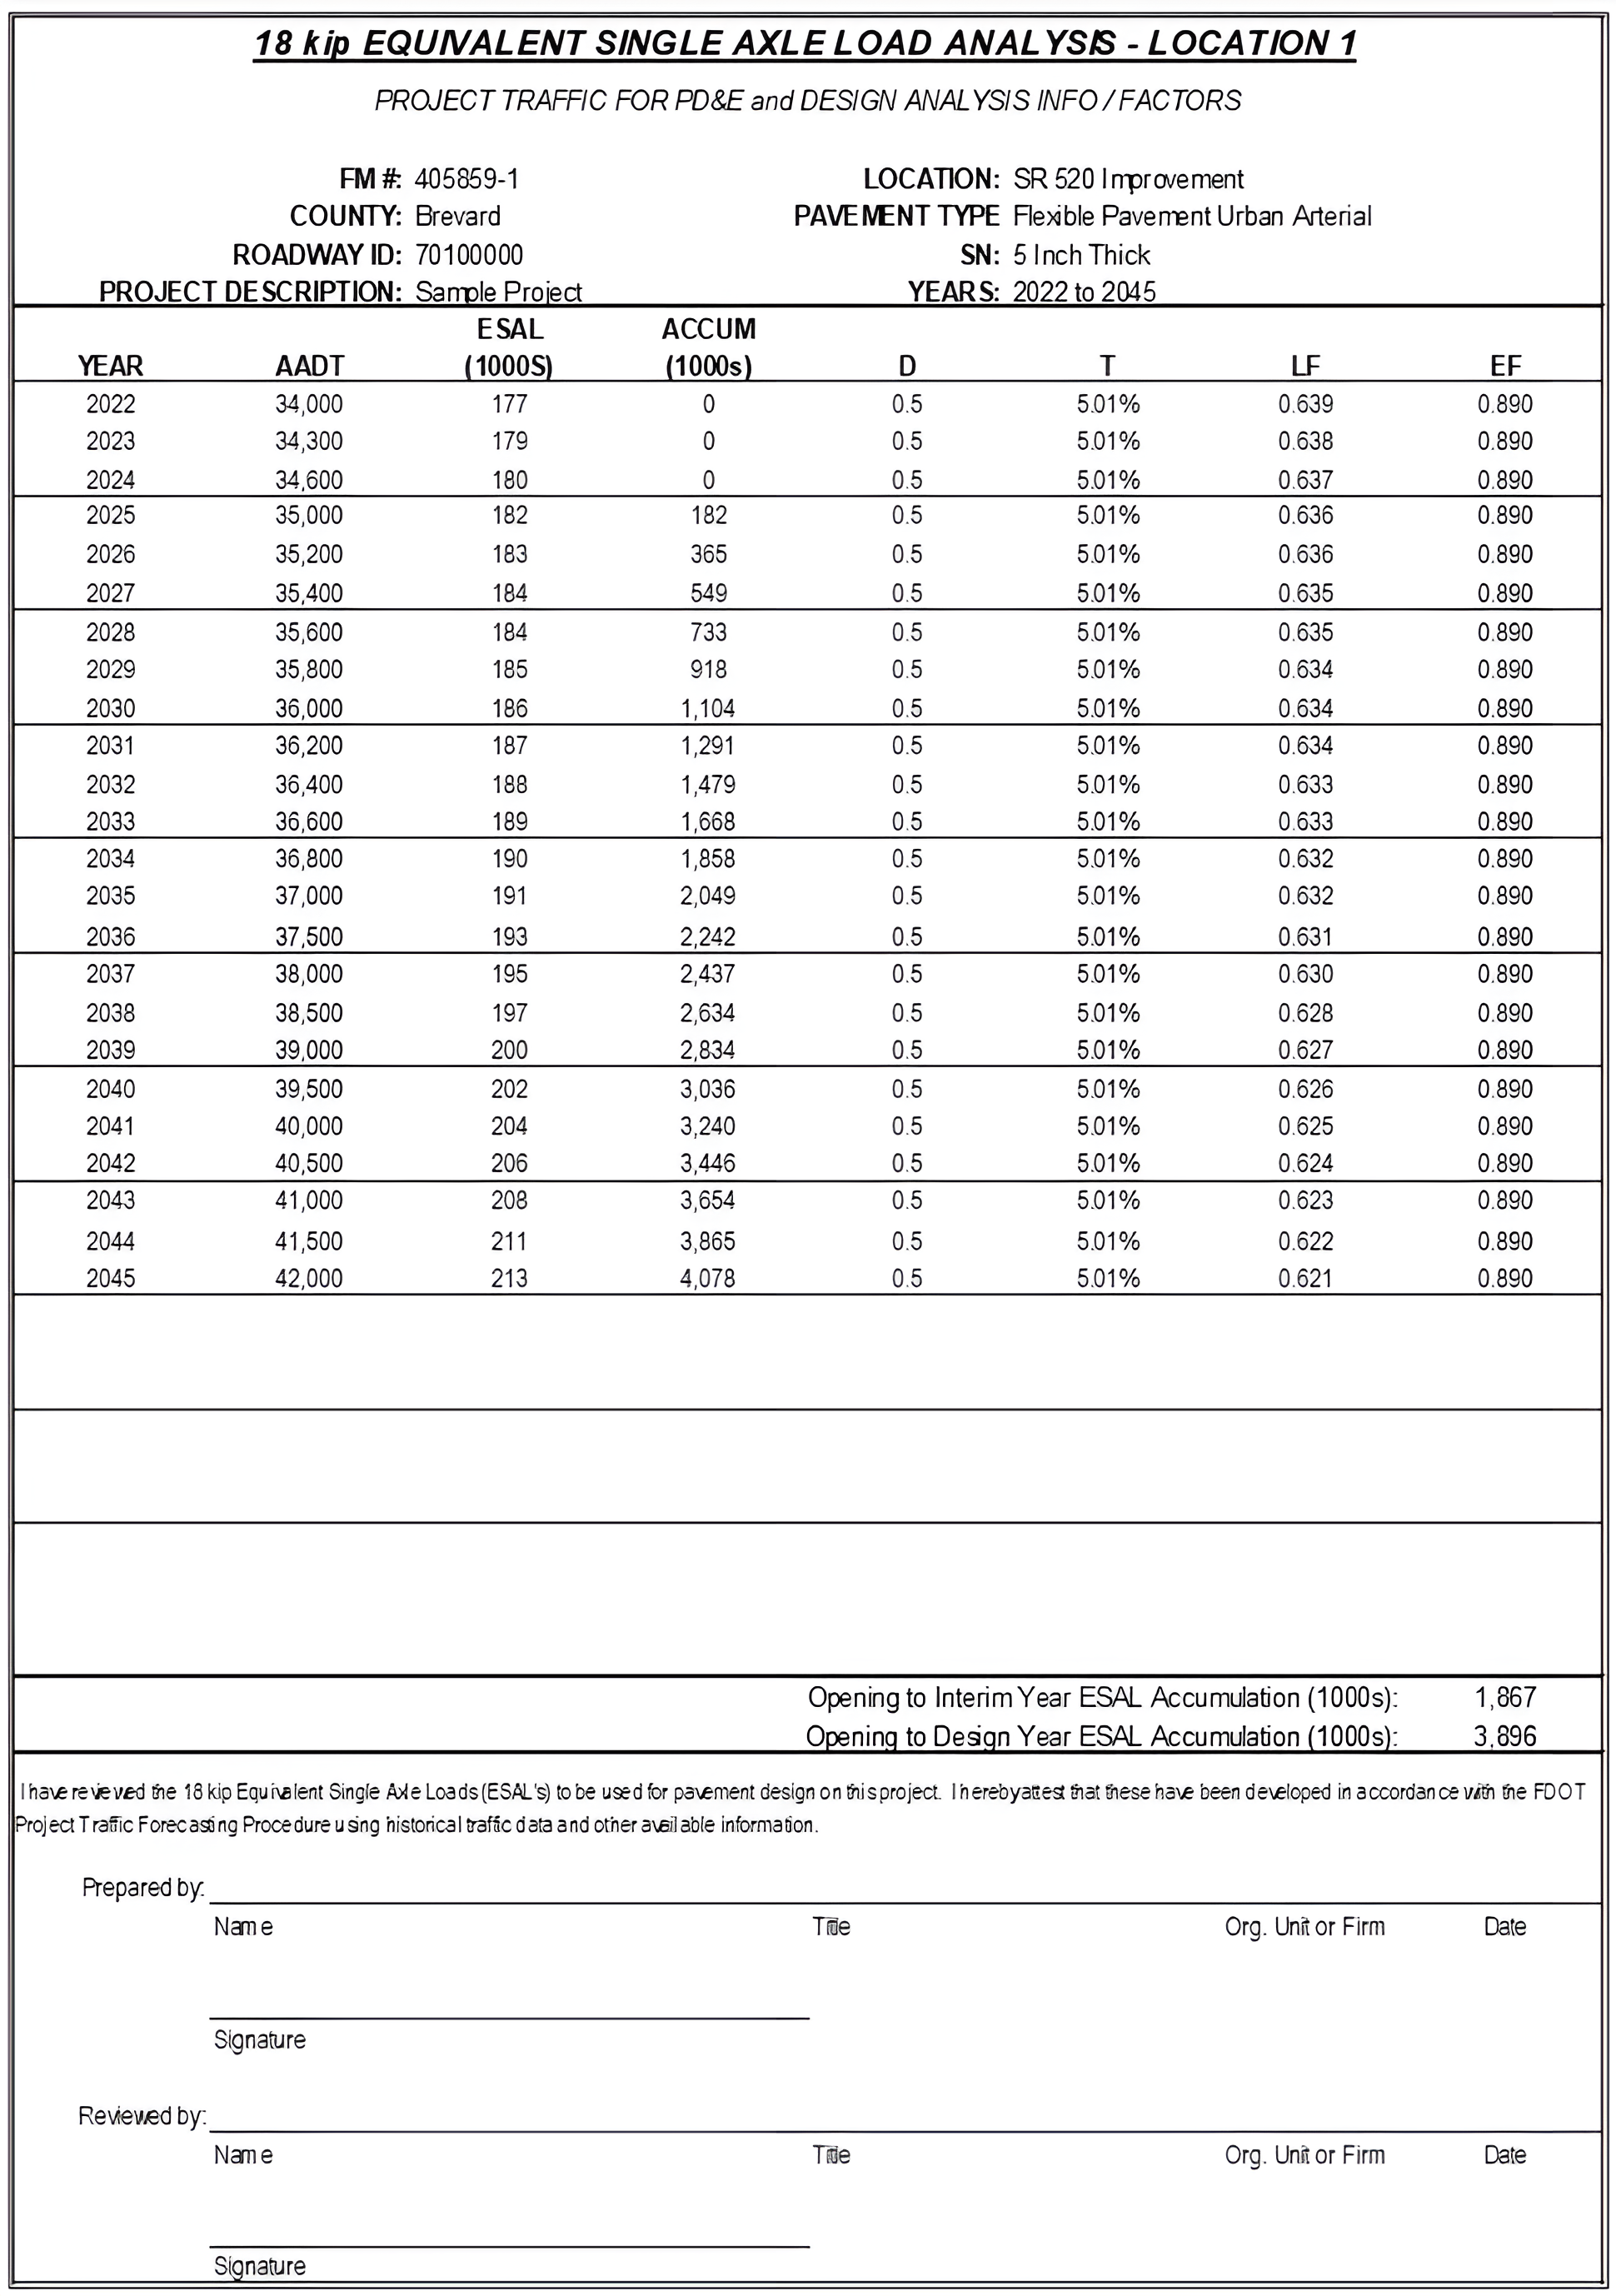 18 kip EQUIVALENT SINGLE AXLE LOAD ANALYSIS - LOCATION 1
PROJECT TRAFFIC FOR PD&E and DESIGN ANALYSIS INFO / FACTORS
FM #: 405859-1 LOCATION: SR 520 Improvement
COUNTY: Brevard PAVEMENT TYPE Flexible Pavement Urban Arterial
ROADWAY ID: 70100000 SN: 5 Inch Thick
PROJECT DESCRIPTION: Sample Project YEARS: 2022 to 2045
ESAL ACCUM
YEAR AADT (1000S) (1000s) D T LF EF
2022 34,000 177 0 0.5 5.01% 0.639 0.890
2023 34,300 179 0 0.5 5.01% 0.638 0.890
2024 34,600 180 0 0.5 5.01% 0.637 0.890
2025 35,000 182 182 0.5 5.01% 0.636 0.890
2026 35,200 183 365 0.5 5.01% 0.636 0.890
2027 35,400 184 549 0.5 5.01% 0.635 0.890
2028 35,600 184 733 0.5 5.01% 0.635 0.890
2029 35,800 185 918 0.5 5.01% 0.634 0.890
2030 36,000 186 1,104 0.5 5.01% 0.634 0.890
2031 36,200 187 1,291 0.5 5.01% 0.634 0.890
2032 36,400 188 1,479 0.5 5.01% 0.633 0.890
2033 36,600 189 1,668 0.5 5.01% 0.633 0.890
2034 36,800 190 1,858 0.5 5.01% 0.632 0.890
2035 37,000 191 2,049 0.5 5.01% 0.632 0.890
2036 37,500 193 2,242 0.5 5.01% 0.631 0.890
2037 38,000 195 2,437 0.5 5.01% 0.630 0.890
2038 38,500 197 2,634 0.5 5.01% 0.628 0.890
2039 39,000 200 2,834 0.5 5.01% 0.627 0.890
2040 39,500 202 3,036 0.5 5.01% 0.626 0.890
2041 40,000 204 3,240 0.5 5.01% 0.625 0.890
2042 40,500 206 3,446 0.5 5.01% 0.624 0.890
2043 41,000 208 3,654 0.5 5.01% 0.623 0.890
2044 41,500 211 3,865 0.5 5.01% 0.622 0.890
2045 42,000 213 4,078 0.5 5.01% 0.621 0.890
Opening to Interim Year ESAL Accumulation (1000s): 1,867
Opening to Design Year ESAL Accumulation (1000s): 3,896
I have reviewed the 18 kip Equivalent Single Axle Loads (ESAL's) to be used for pavement design on this project. I hereby attest that these have been developed in accordance with the FDOT
Project Traffic Forecasting Procedure using historical traffic data and other available information.
Prepared by:
Name Title Org. Unit or Firm Date
Signature
Reviewed by:
Name Title Org. Unit or Firm Date
Signature